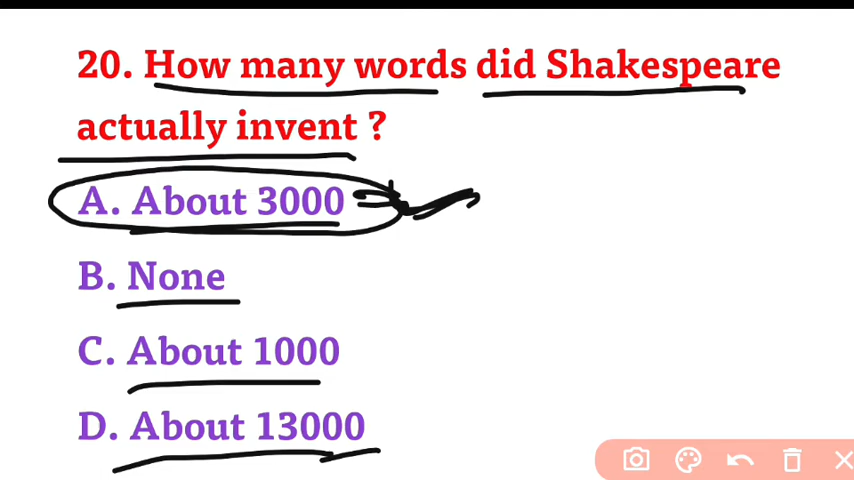 20. How many words did Shakespeare
actually invent ?
A. About 3000
B. None
C. About 1000
D. About 13000